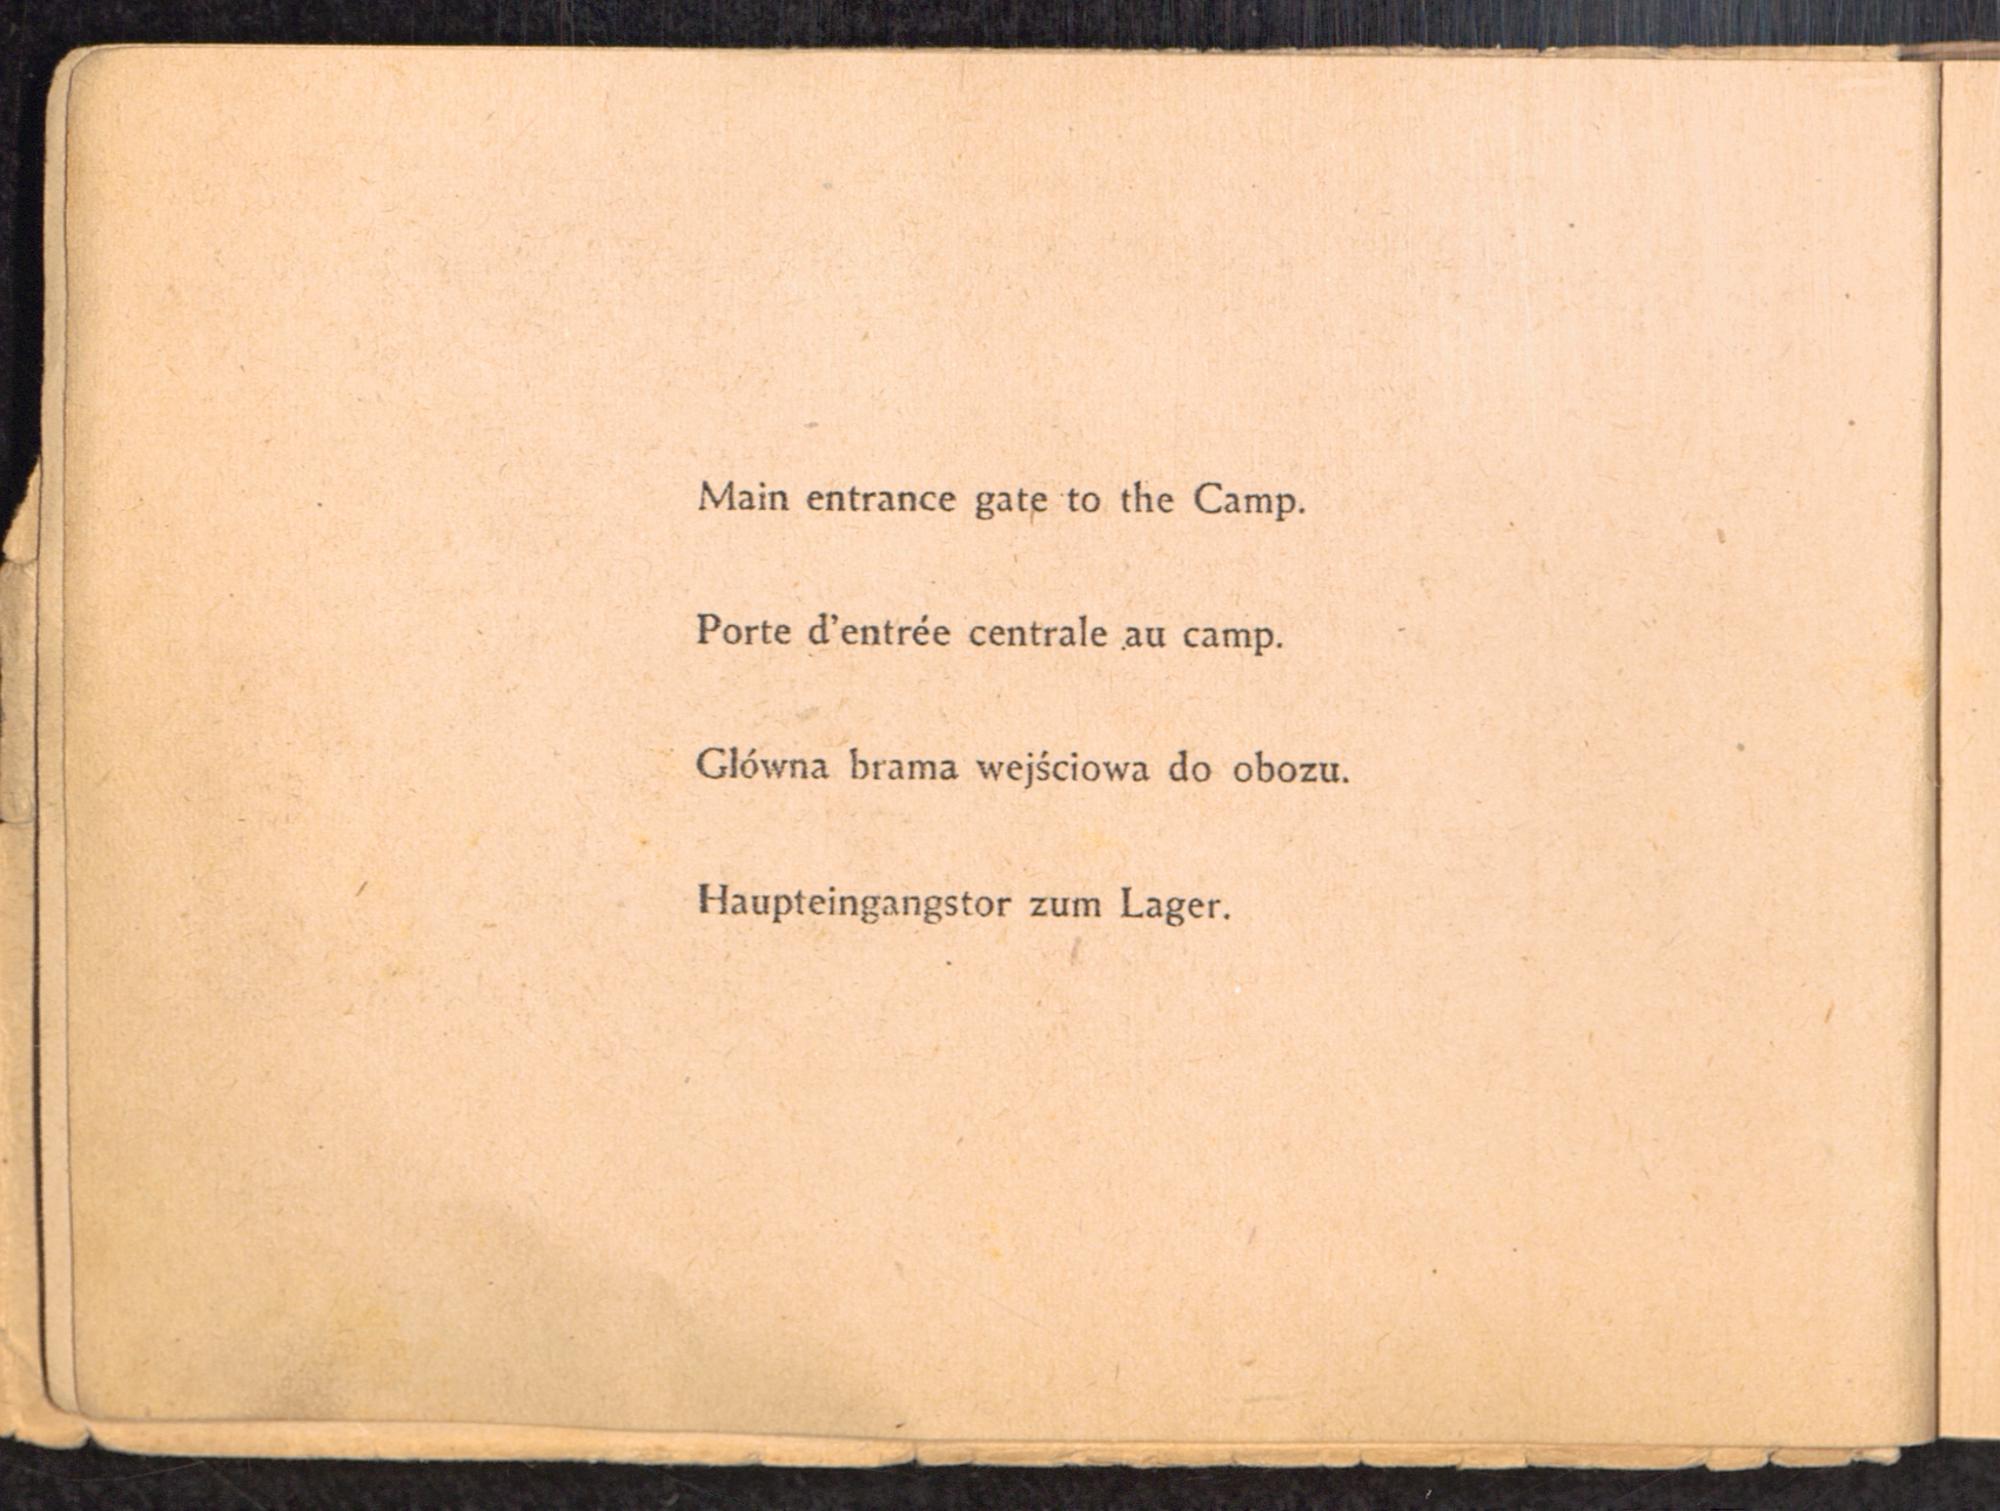 Main entrance gate to the Camp.
Porte d'entrée centrale au camp.
Główna brama wejściowa do obozu.
Haupteingangstor zum Lager.